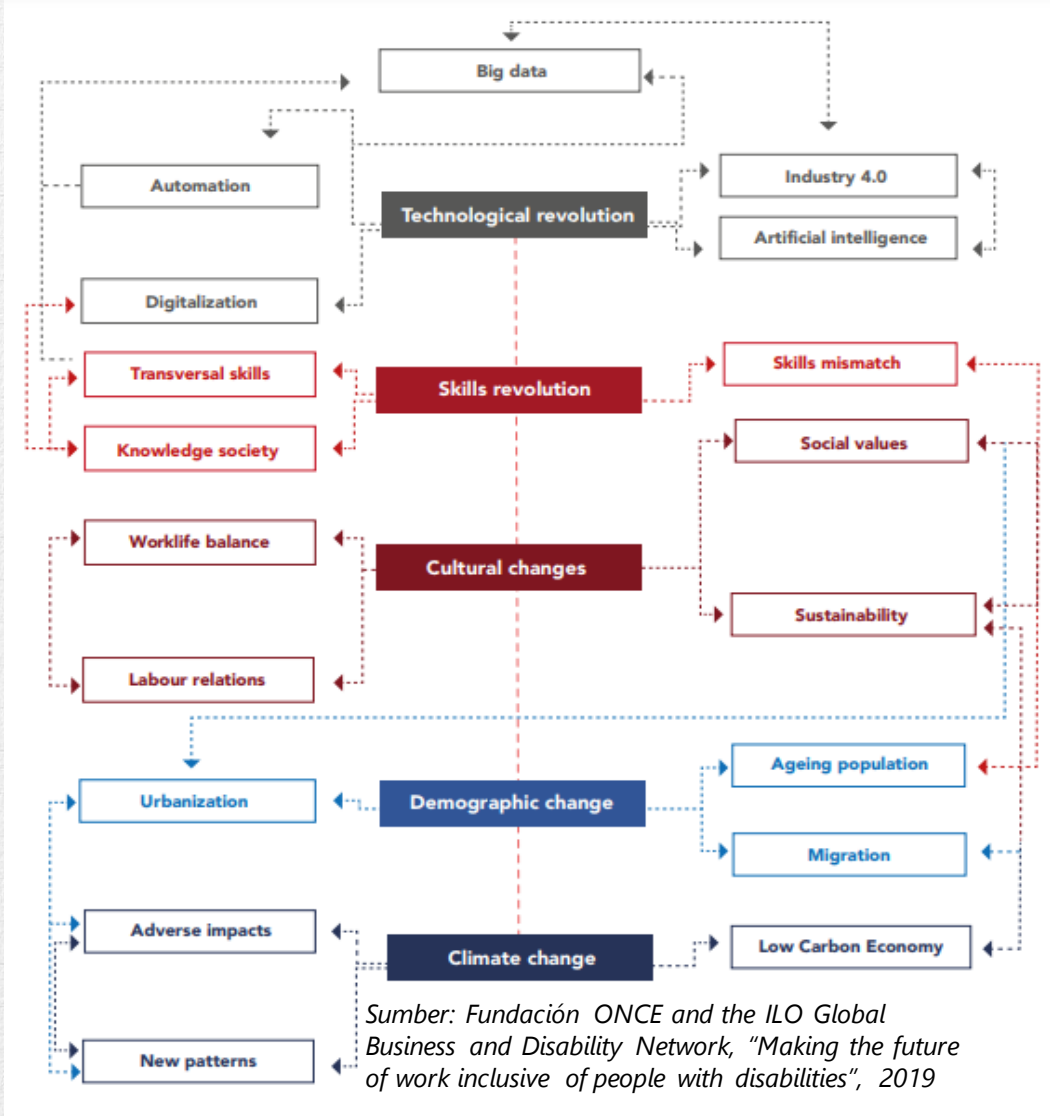 Big data
Automation
Industry 4.0
Technological revolution
Artificial intelligence
Digitalization
Transversal skills
Skills revolution
Skills mismatch
Knowledge society
Social values
Worklife balance
Cultural changes
Sustainability
Labour relations
Urbanization
Demographic change
Ageing population
Migration
Adverse impacts
Climate change
Low Carbon Economy
New patterns
Sumber: Fundación ONCE and the ILO Global
Business and Disability Network, “Making the future
of work inclusive of people with disabilities”, 2019